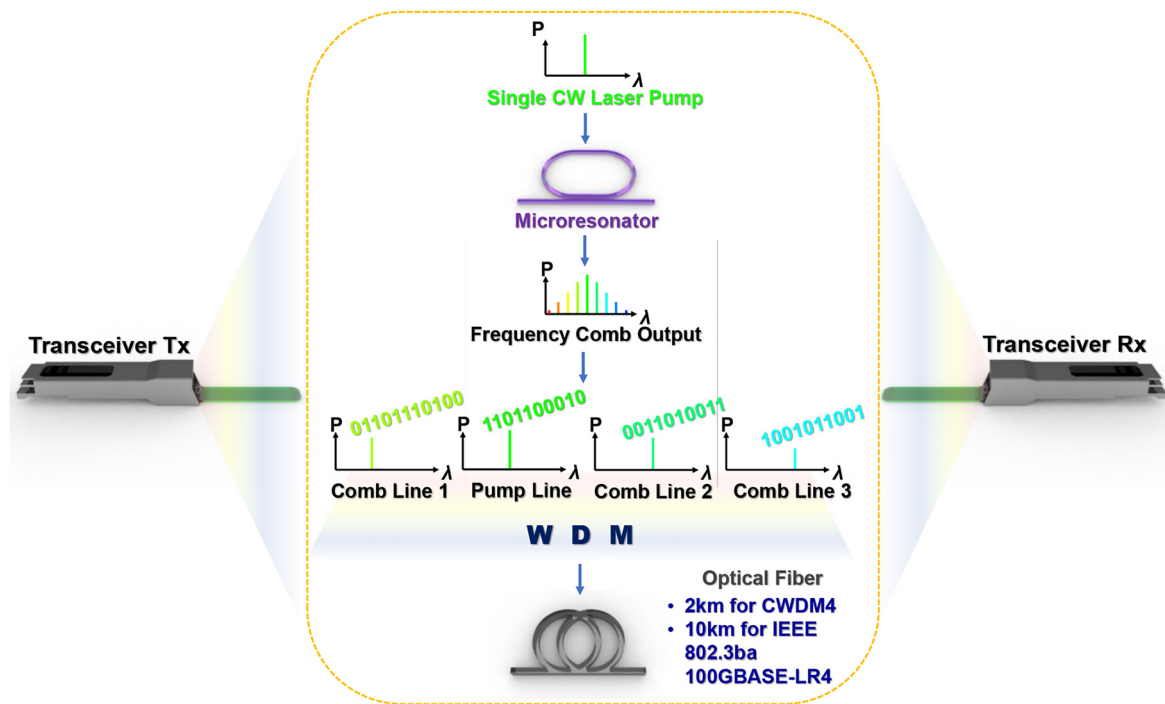 P
λ
Single CW Laser Pump
Microresonator
P
λ
Frequency Comb Output
Transceiver Tx
Transceiver Rx
01101110100
1101100010
0011010011
1001011001
P
λ
P
λ
P
λ
P
λ
Comb Line 1
Pump Line
Comb Line 2
Comb Line 3
W D M
Optical Fiber
• 2km for CWDM4
• 10km for IEEE
802.3ba
100GBASE-LR4